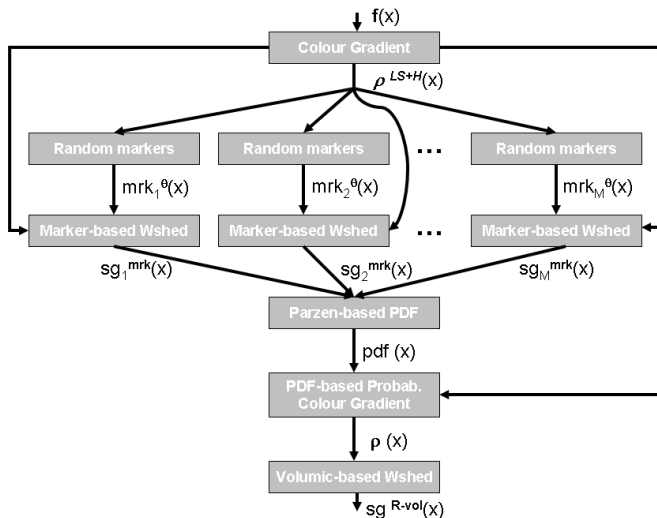 f(x)
Colour Gradient
ρ LS+H(x)
Random markers
Random markers
...
Random markers
mrk₁θ(x)
mrk₂θ(x)
mrkMθ(x)
Marker-based Wshed
Marker-based Wshed
...
Marker-based Wshed
sg₁mrk(x)
sg₂mrk(x)
sgMmrk(x)
Parzen-based PDF
pdf (x)
PDF-based Probab.
Colour Gradient
ρ (x)
Volumic-based Wshed
sg R-vol(x)